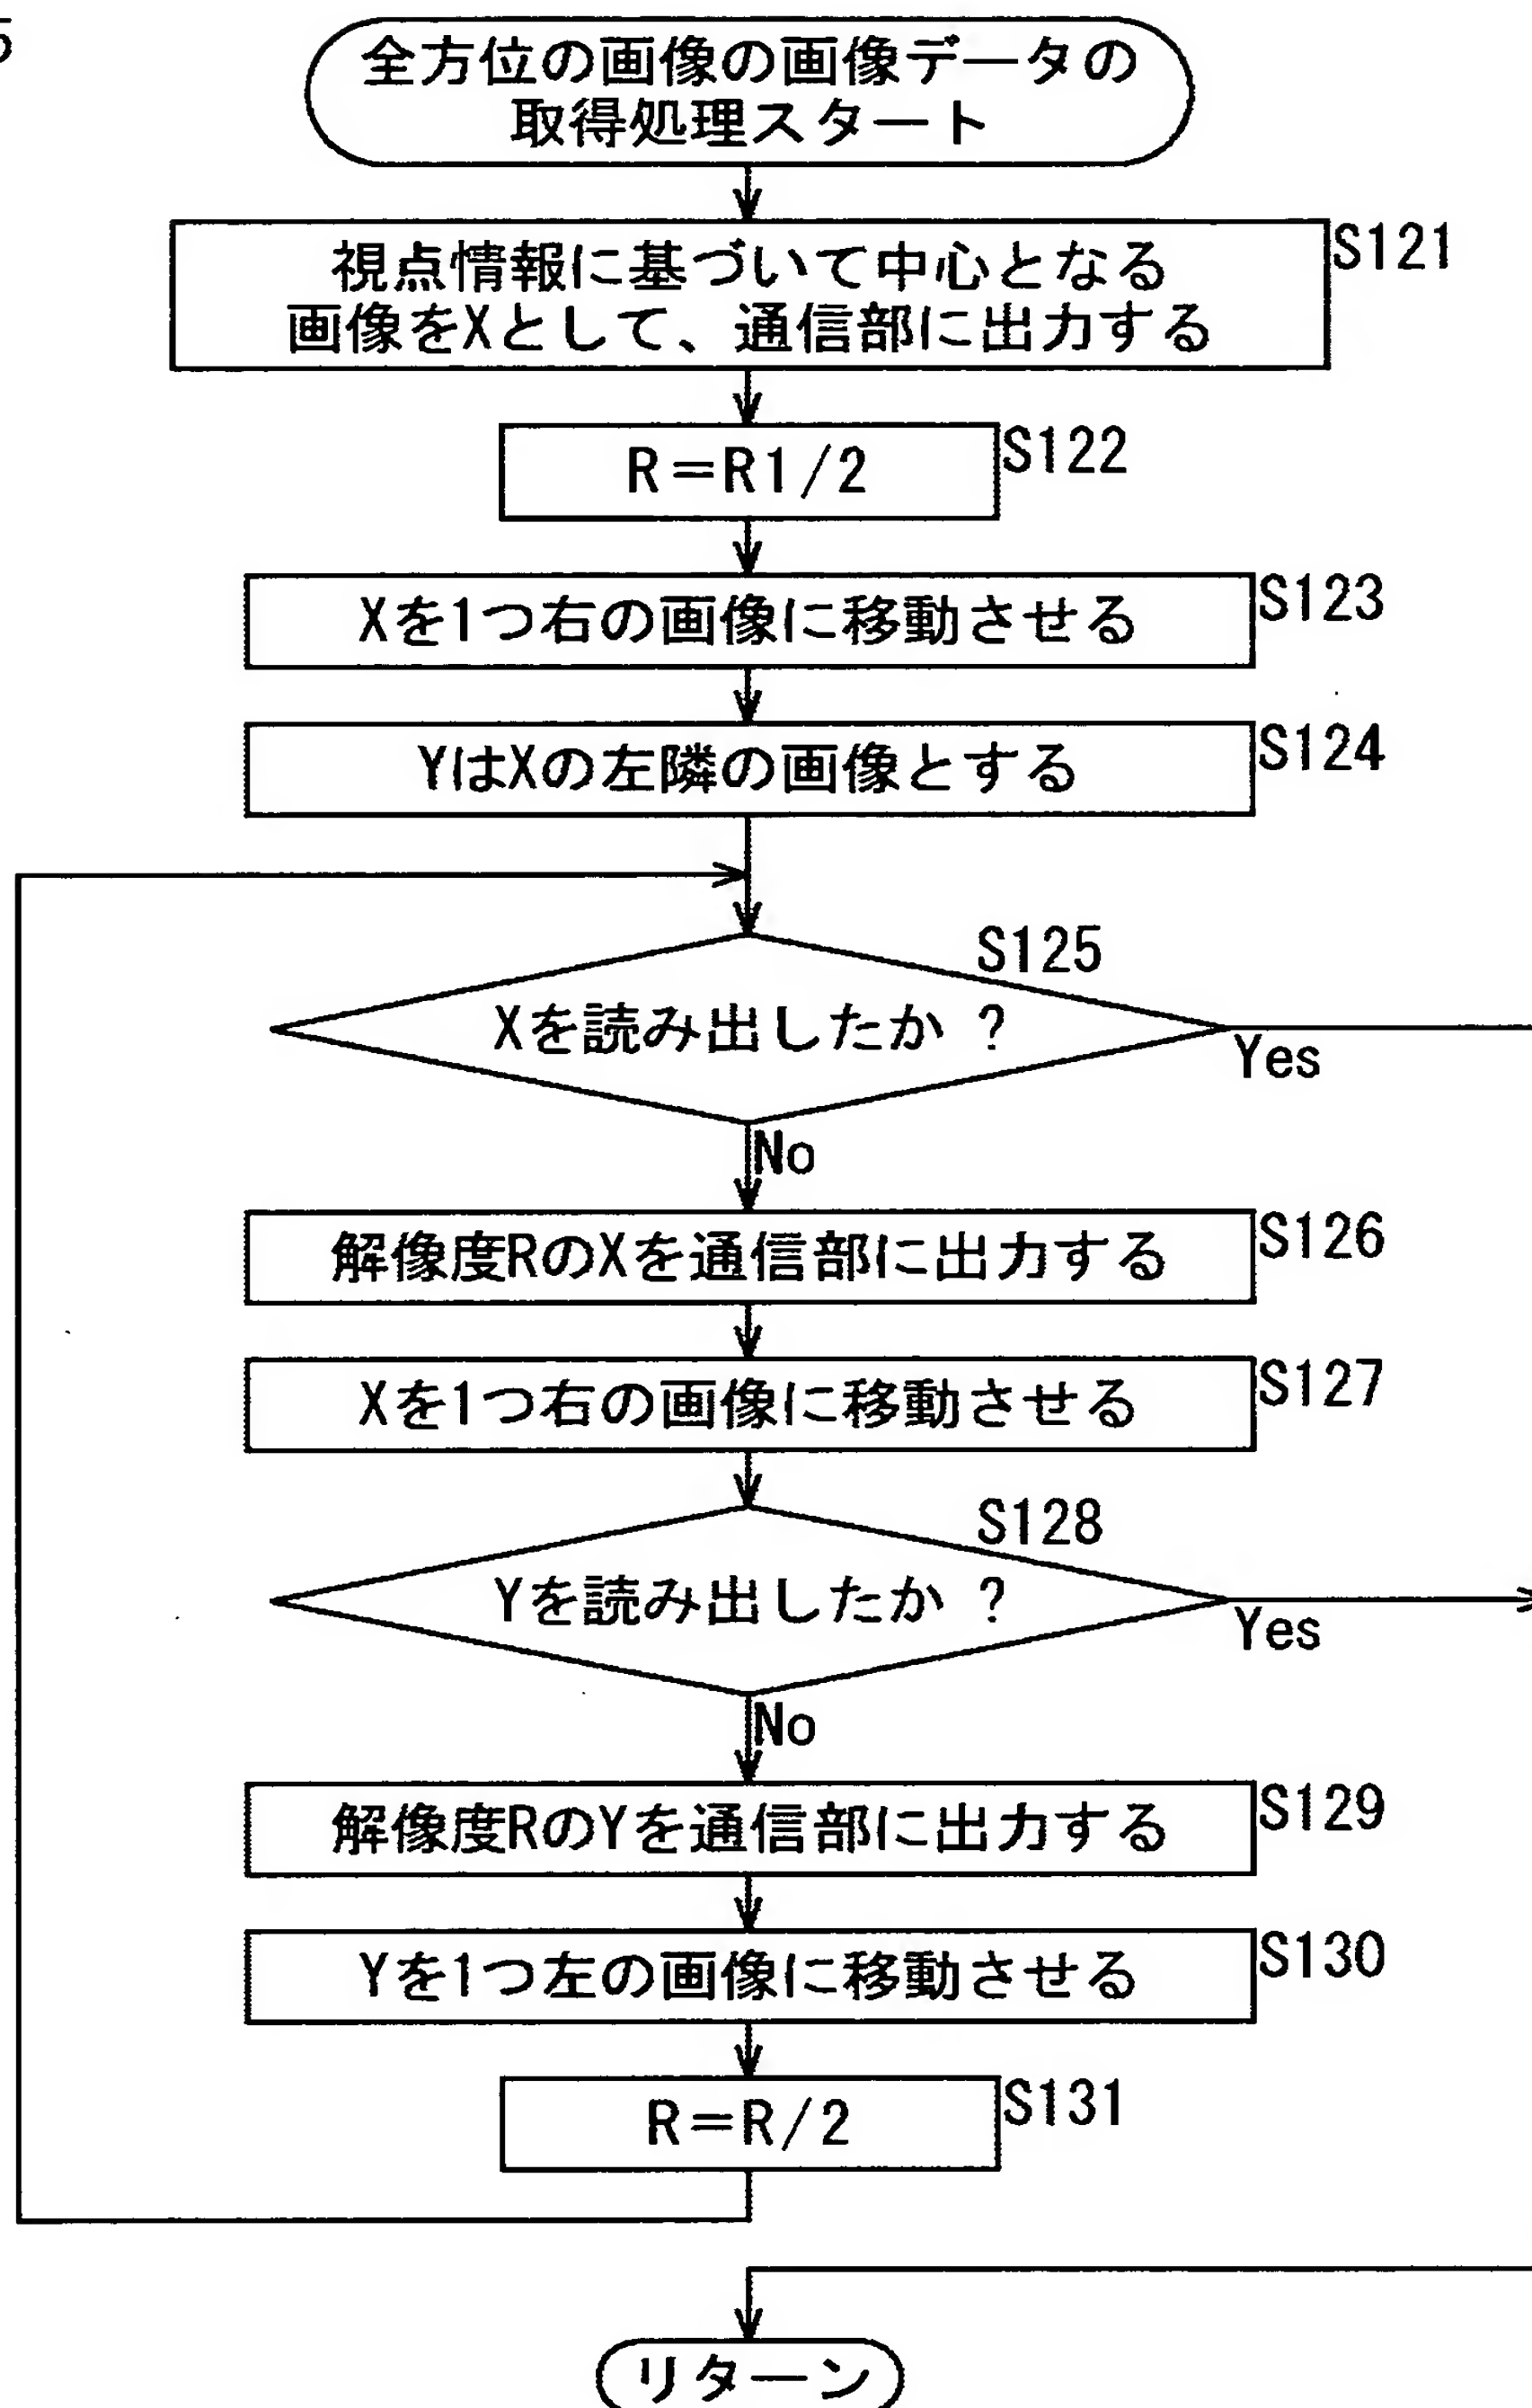 全方位の画像の画像データの
取得処理スタート
視点情報に基づいて中心となる
画像をXとして、通信部に出力する
S121
R=R1/2
S122
Xを1つ右の画像に移動させる
S123
YはXの左隣の画像とする
S124
S125
Xを読み出したか ?
Yes
No
解像度RのXを通信部に出力する
S126
Xを1つ右の画像に移動させる
S127
S128
Yを読み出したか ?
Yes
No
解像度RのYを通信部に出力する
S129
Yを1つ左の画像に移動させる
S130
R=R/2
S131
リターン